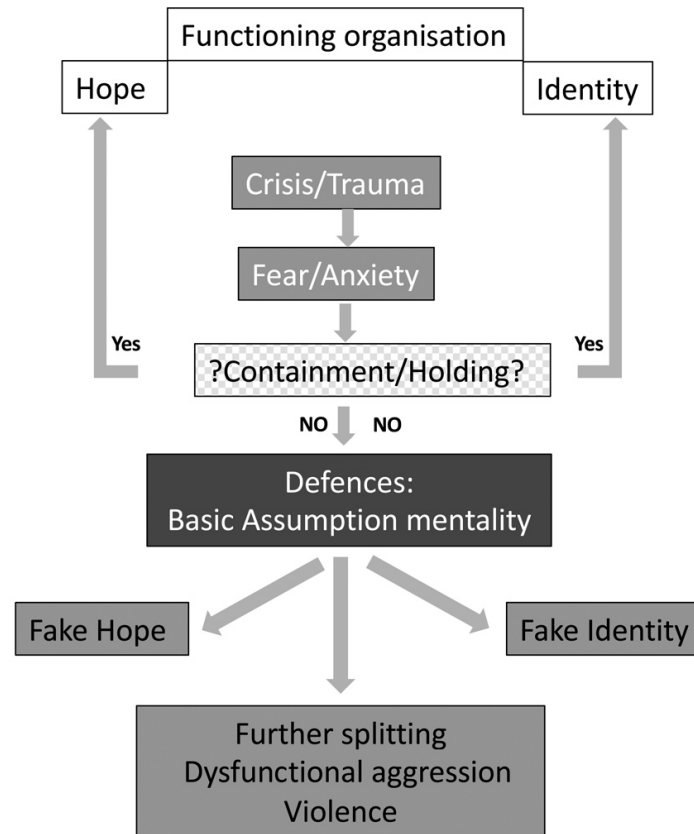 Functioning organisation
Hope
Identity
Crisis/Trauma
Fear/Anxiety
Yes
Yes
?Containment/Holding?
NO NO
Defences:
Basic Assumption mentality
Fake Hope
Fake Identity
Further splitting
Dysfunctional aggression
Violence